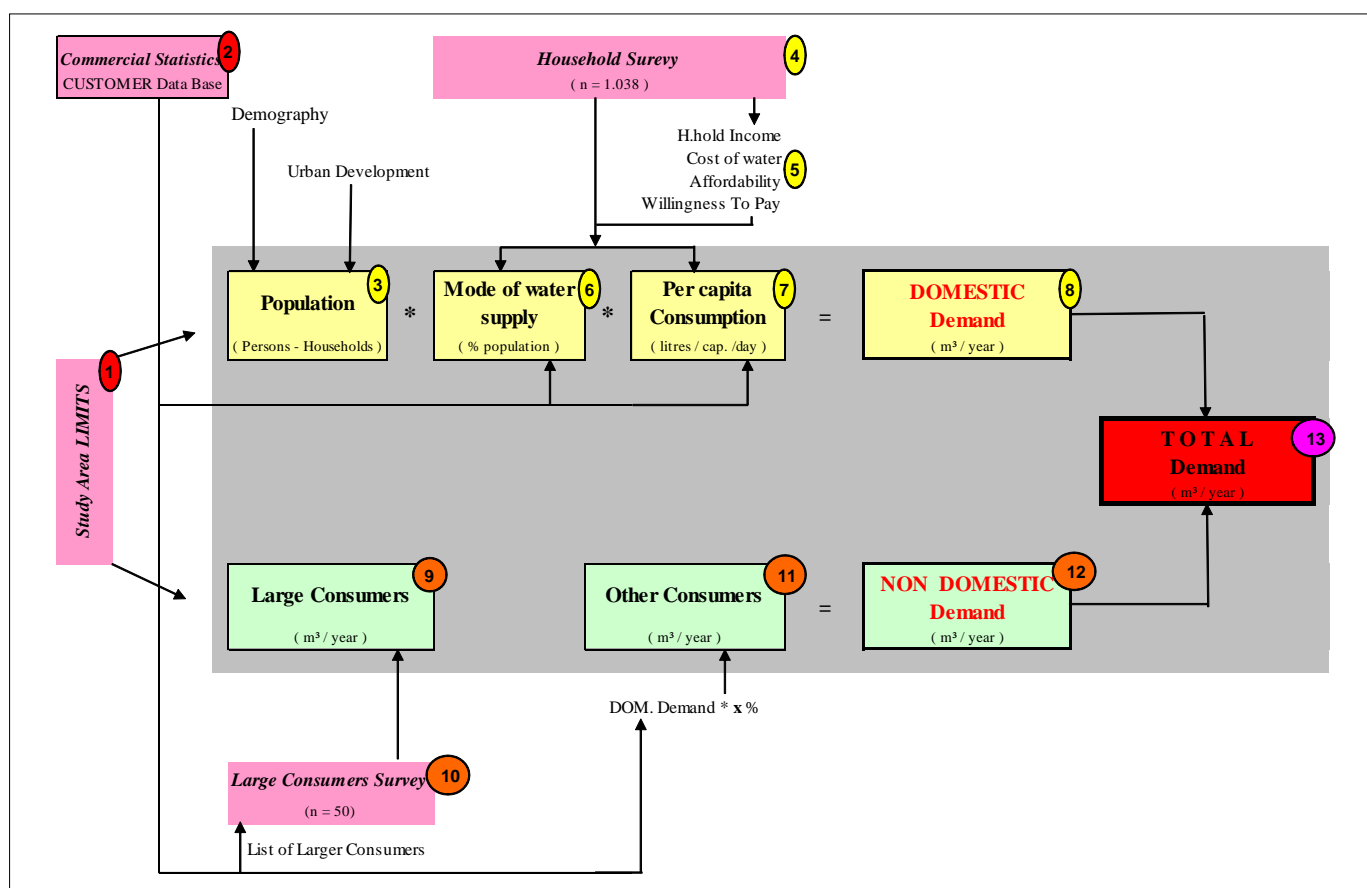 Commercial Statistics
2
CUSTOMER Data Base
Household Surevy
4
( n = 1.038 )
Demography
Urban Development
H.hold Income
Cost of water
5
Affordability
Willingness To Pay
Population
3
( Persons - Households )
*
Mode of water
supply
6
( % population )
*
Per capita
Consumption
7
( litres / cap. /day )
=
DOMESTIC
Demand
8
( m³ / year )
1
Study Area LIMITS
T O T A L
Demand
13
( m³ / year )
Large Consumers
9
( m³ / year )
Other Consumers
11
( m³ / year )
=
NON DOMESTIC
Demand
12
( m³ / year )
DOM. Demand * x %
Large Consumers Survey
10
(n = 50)
List of Larger Consumers